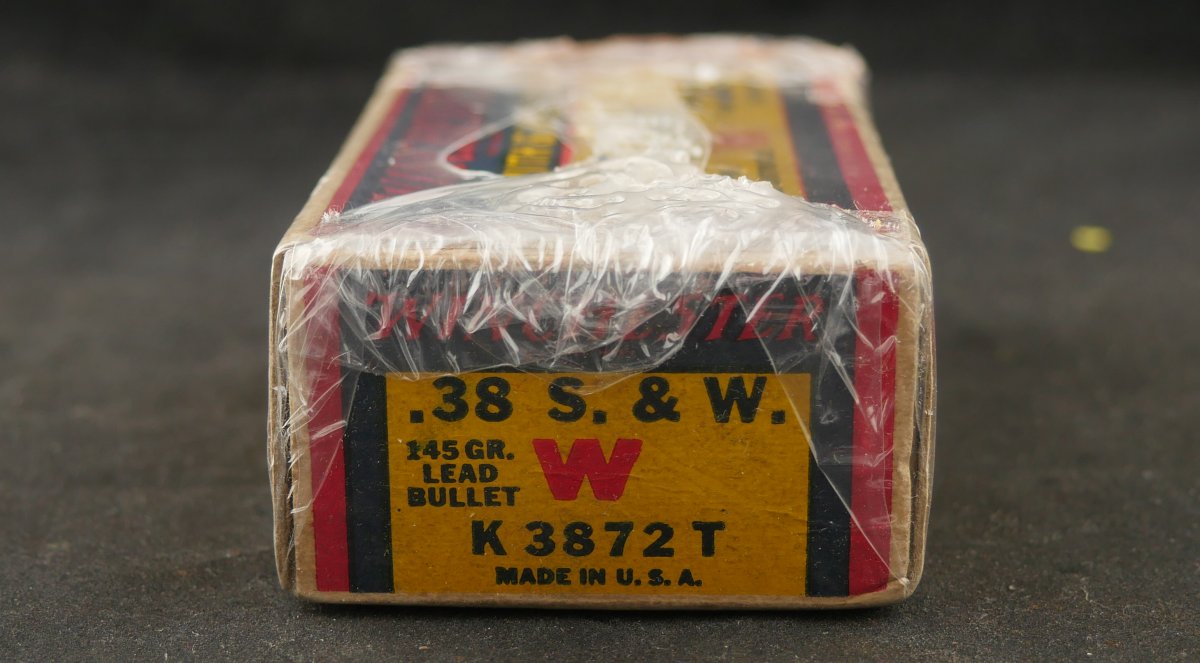 WINCHESTER
.38 S. & W.
145 GR.
LEAD
BULLET
W
K 3872 T
MADE IN U. S. A.